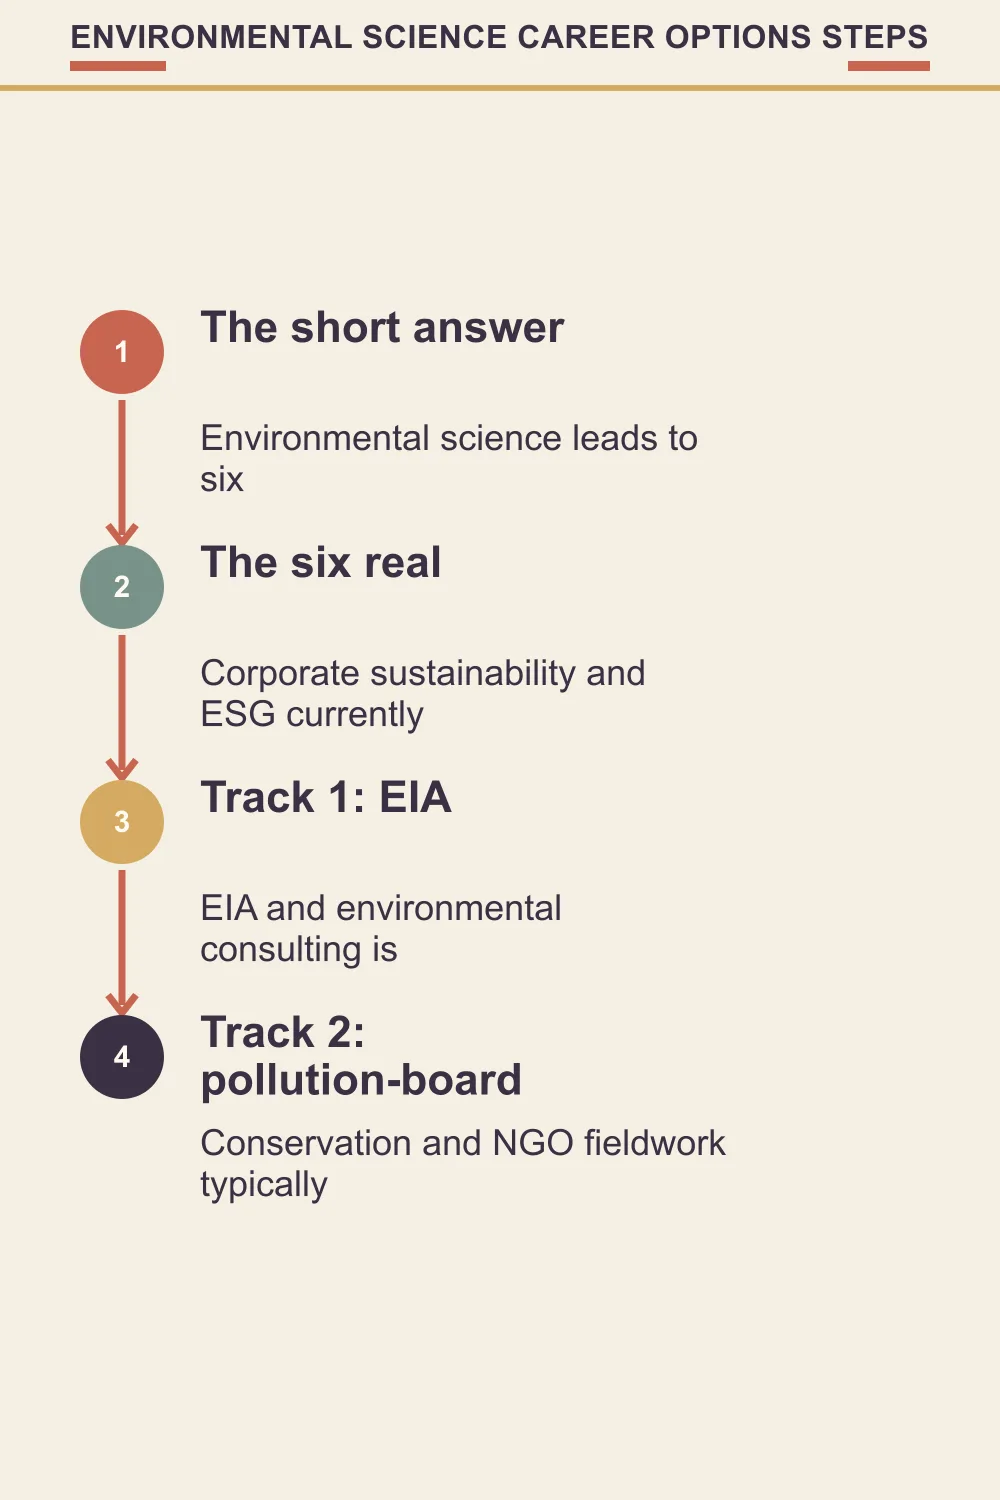 ENVIRONMENTAL SCIENCE CAREER OPTIONS STEPS
1
The short answer
Environmental science leads to
six
2
The six real
Corporate sustainability and
ESG currently
3
Track 1: EIA
EIA and environmental
consulting is
4
Track 2:
pollution-board
Conservation and NGO fieldwork
typically